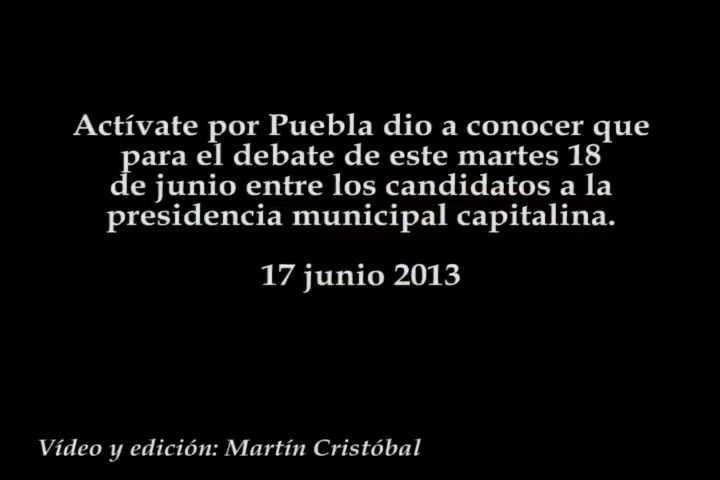 Actívate por Puebla dio a conocer que
para el debate de este martes 18
de junio entre los candidatos a la
presidencia municipal capitalina.
17 junio 2013
Vídeo y edición: Martín Cristóbal